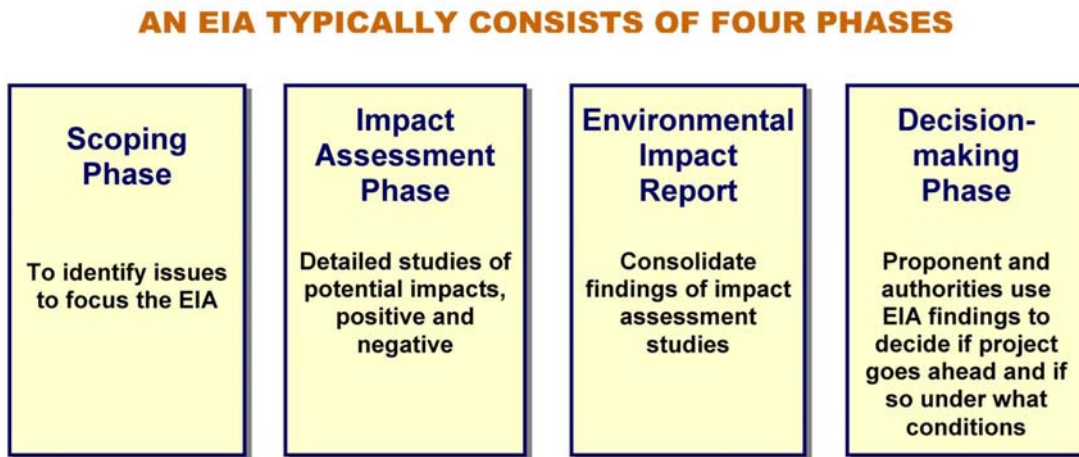 AN EIA TYPICALLY CONSISTS OF FOUR PHASES
Scoping
Phase
To identify issues
to focus the EIA
Impact
Assessment
Phase
Detailed studies of
potential impacts,
positive and
negative
Environmental
Impact
Report
Consolidate
findings of impact
assessment
studies
Decision-
making
Phase
Proponent and
authorities use
EIA findings to
decide if project
goes ahead and if
so under what
conditions